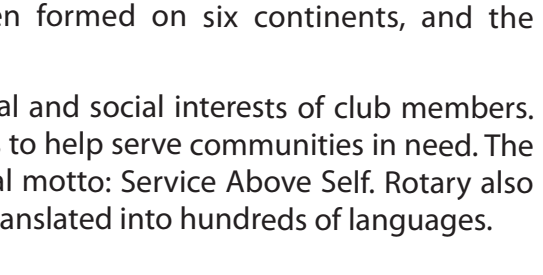 en formed on six continents, and the
al and social interests of club members.
to help serve communities in need. The
al motto: Service Above Self. Rotary also
anslated into hundreds of languages.